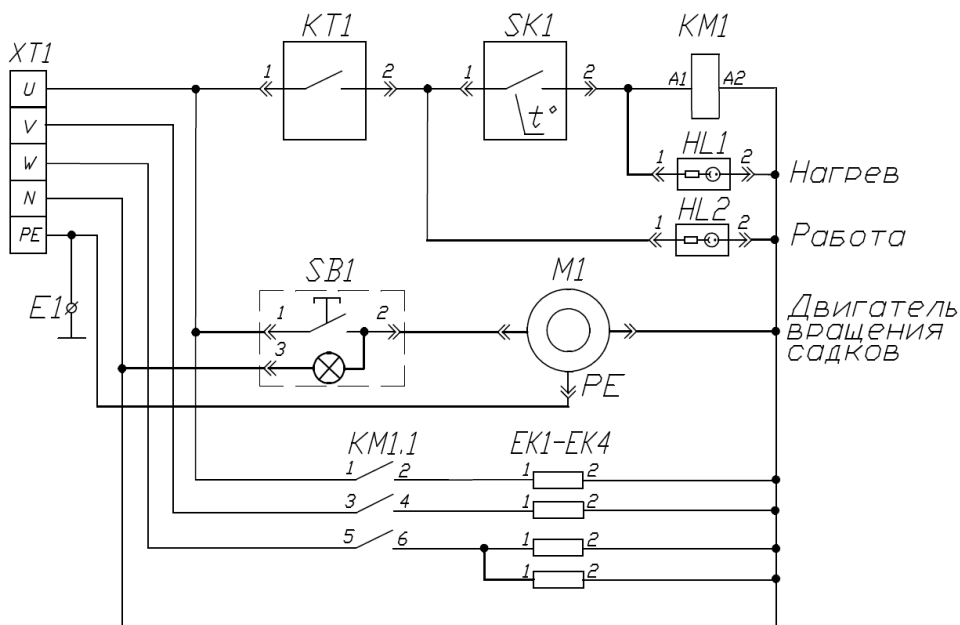 KT1
SK1
KM1
XT1
U
V
W
N
PE
1 2
1 2
t°
A1 A2
HL1
1 2
Нагрев
HL2
1 2
Работа
E1
SB1
1 2
3
M1
PE
Двигатель
вращения
садков
KM1.1
EK1-EK4
1 2
1 2
3 4
1 2
5 6
1 2
1 2